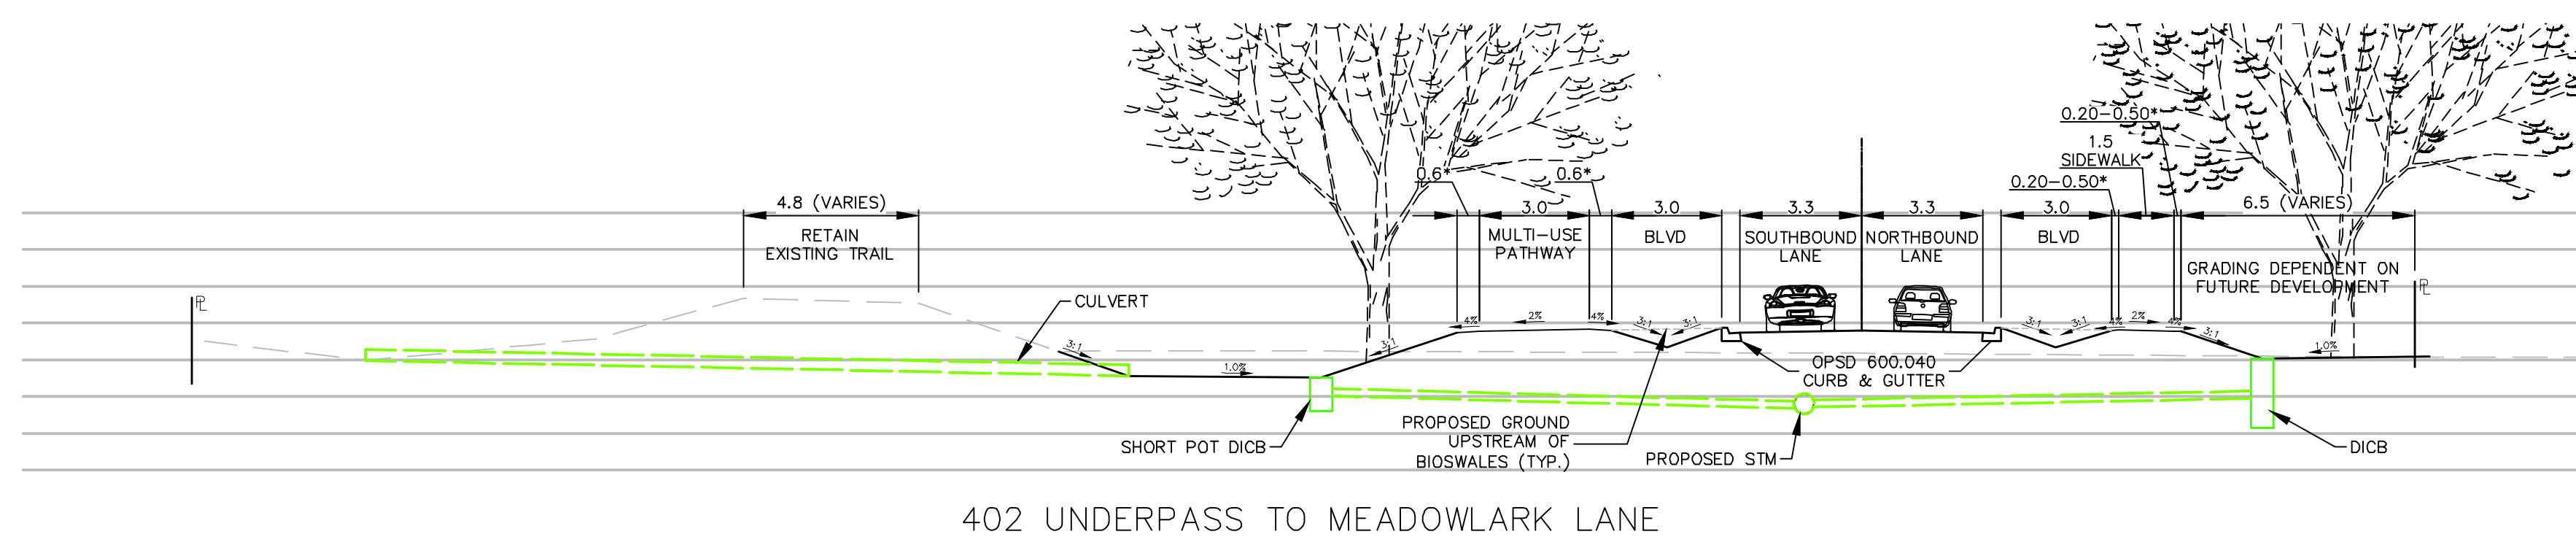 0.20-0.50*
1.5
SIDEWALK
0.6*
0.6*
0.20-0.50*
4.8 (VARIES)
3.0
3.0
3.3
3.3
3.0
6.5 (VARIES)
RETAIN
EXISTING TRAIL
MULTI-USE
PATHWAY
BLVD
SOUTHBOUND
LANE
NORTHBOUND
LANE
BLVD
GRADING DEPENDENT ON
FUTURE DEVELOPMENT
PL
CULVERT
PL
4%
2%
4%
3:1
3:1
3:1
3:1
4%
2%
4%
3:1
3:1
3:1
1.0%
1.0%
OPSD 600.040
CURB & GUTTER
SHORT POT DICB
PROPOSED GROUND
UPSTREAM OF
BIOSWALES (TYP.)
PROPOSED STM
DICB
402 UNDERPASS TO MEADOWLARK LANE